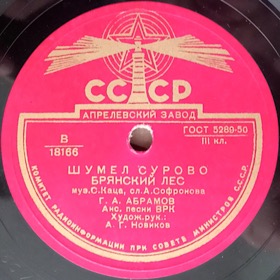 СССР
АПРЕЛЕВСКИЙ ЗАВОД
В
18166
ГОСТ 5289-50
III кл.
ШУМЕЛ СУРОВО
БРЯНСКИЙ ЛЕС
муз.С.Каца, сл.А.Софронова
Г. А. АБРАМОВ
Анс. песни ВРК
Худож.рук.:
А. Г. Новиков
КОМИТЕТ РАДИОИНФОРМАЦИИ ПРИ СОВЕТЕ МИНИСТРОВ С.С.С.Р.